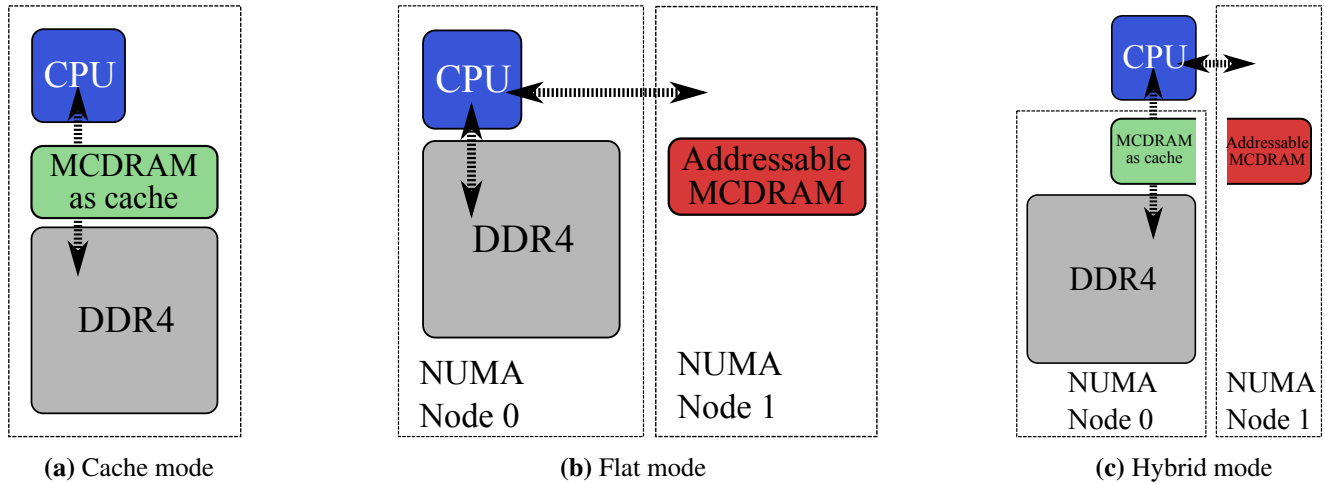 CPU
MCDRAM
as cache
DDR4
(a) Cache mode
CPU
DDR4
NUMA
Node 0
Addressable
MCDRAM
NUMA
Node 1
(b) Flat mode
CPU
MCDRAM
as cache
DDR4
NUMA
Node 0
Addressable
MCDRAM
NUMA
Node 1
(c) Hybrid mode